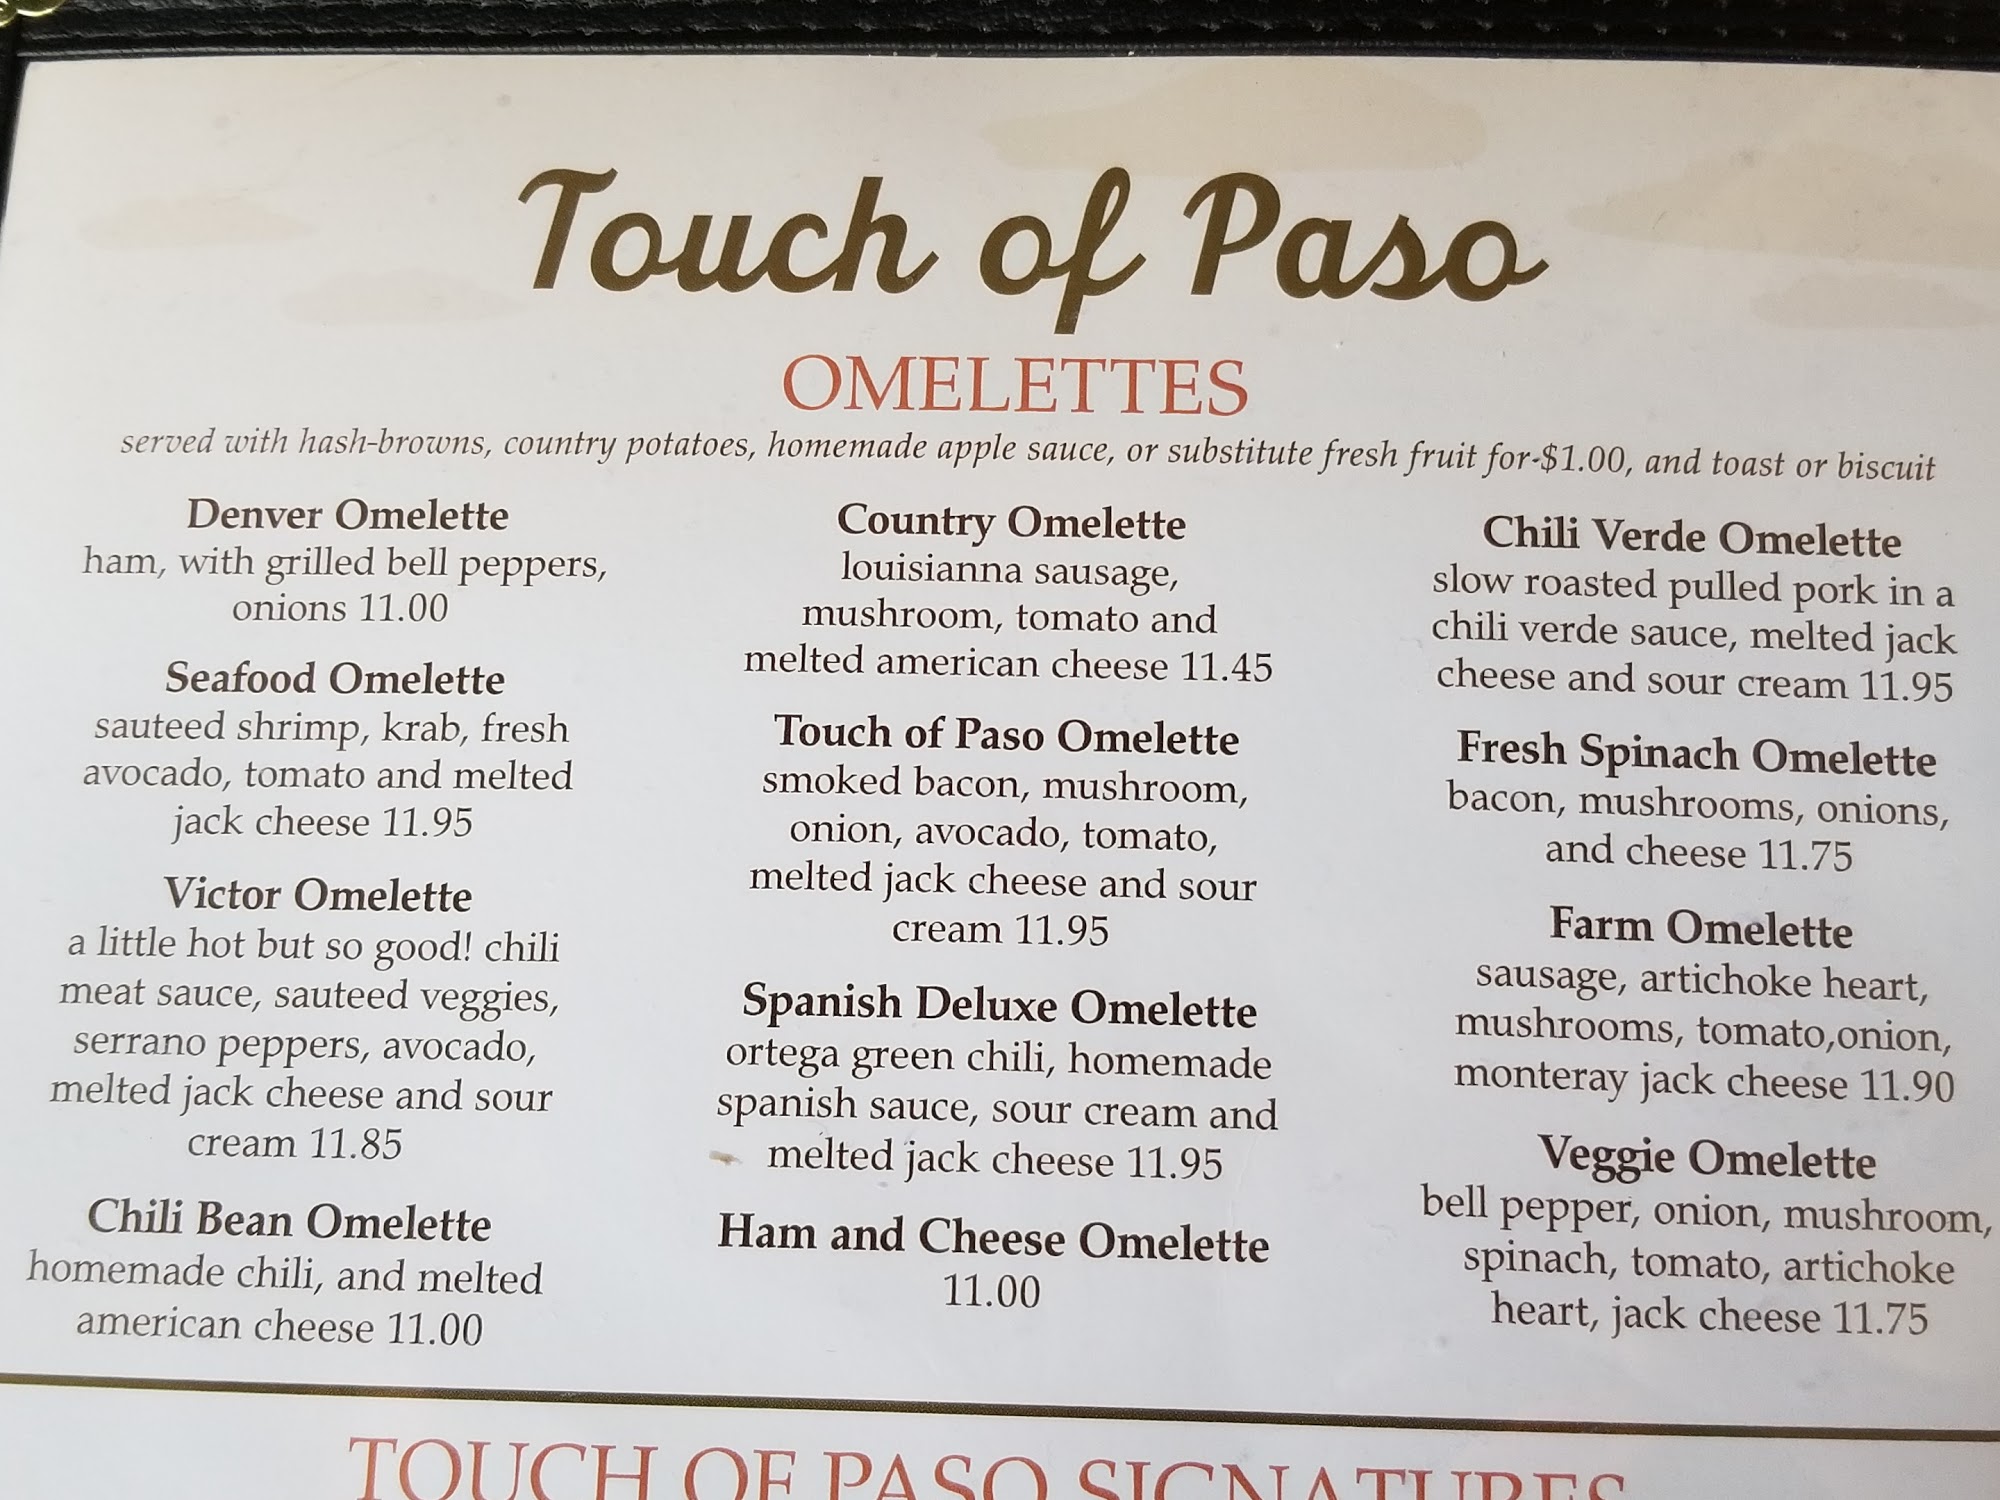 Touch of Paso
OMELETTES
served with hash-browns, country potatoes, homemade apple sauce, or substitute fresh fruit for-$1.00, and toast or biscuit
Denver Omelette
ham, with grilled bell peppers,
onions 11.00
Seafood Omelette
sauteed shrimp, krab, fresh
avocado, tomato and melted
jack cheese 11.95
Victor Omelette
a little hot but so good! chili
meat sauce, sauteed veggies,
serrano peppers, avocado,
melted jack cheese and sour
cream 11.85
Chili Bean Omelette
homemade chili, and melted
american cheese 11.00
Country Omelette
louisianna sausage,
mushroom, tomato and
melted american cheese 11.45
Touch of Paso Omelette
smoked bacon, mushroom,
onion, avocado, tomato,
melted jack cheese and sour
cream 11.95
Spanish Deluxe Omelette
ortega green chili, homemade
spanish sauce, sour cream and
melted jack cheese 11.95
Ham and Cheese Omelette
11.00
Chili Verde Omelette
slow roasted pulled pork in a
chili verde sauce, melted jack
cheese and sour cream 11.95
Fresh Spinach Omelette
bacon, mushrooms, onions,
and cheese 11.75
Farm Omelette
sausage, artichoke heart,
mushrooms, tomato,onion,
monteray jack cheese 11.90
Veggie Omelette
bell pepper, onion, mushroom,
spinach, tomato, artichoke
heart, jack cheese 11.75
TOUCH OF PASO SIGNATURES